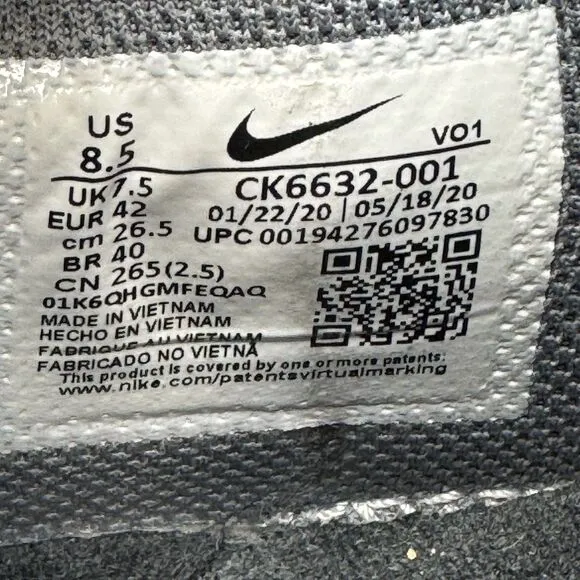 US
8.5
VO1
UK 7.5
CK6632-001
EUR 42
01/22/20 | 05/18/20
cm 26.5
UPC 00194276097830
BR 40
CN 265(2.5)
01K6QHGMFEQAQ
MADE IN VIETNAM
HECHO EN VIETNAM
FABRIQUE AU VIETNAM
FABRICADO NO VIETNÃ
This product is covered by one or more patents:
www.nike.com/patentsvirtualmarking